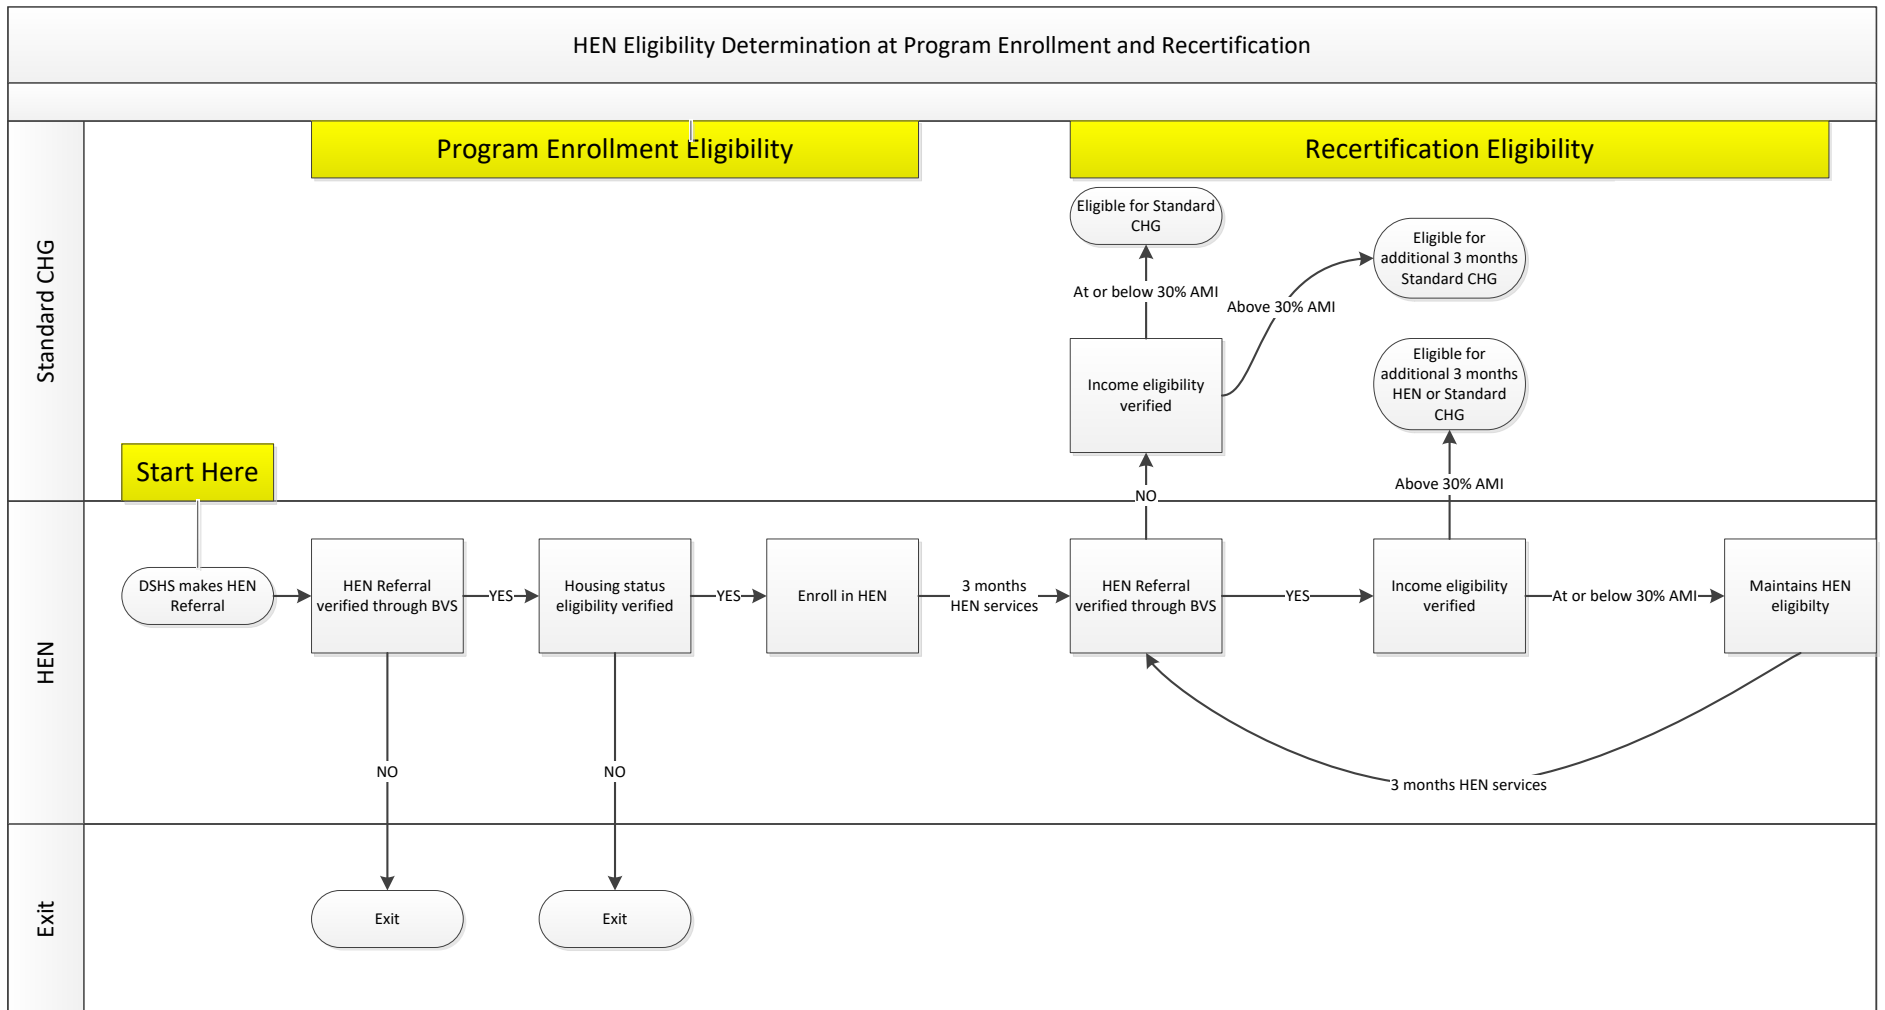 HEN Eligibility Determination at Program Enrollment and Recertification
Program Enrollment Eligibility
Recertification Eligibility
Standard CHG
Eligible for Standard
CHG
Eligible for
additional 3 months
Standard CHG
At or below 30% AMI
Above 30% AMI
Income eligibility
verified
Eligible for
additional 3 months
HEN or Standard
CHG
Start Here
NO
Above 30% AMI
HEN
DSHS makes HEN
Referral
HEN Referral
verified through BVS
YES
Housing status
eligibility verified
YES
Enroll in HEN
3 months
HEN services
HEN Referral
verified through BVS
YES
Income eligibility
verified
At or below 30% AMI
Maintains HEN
eligibilty
NO
NO
3 months HEN services
Exit
Exit
Exit